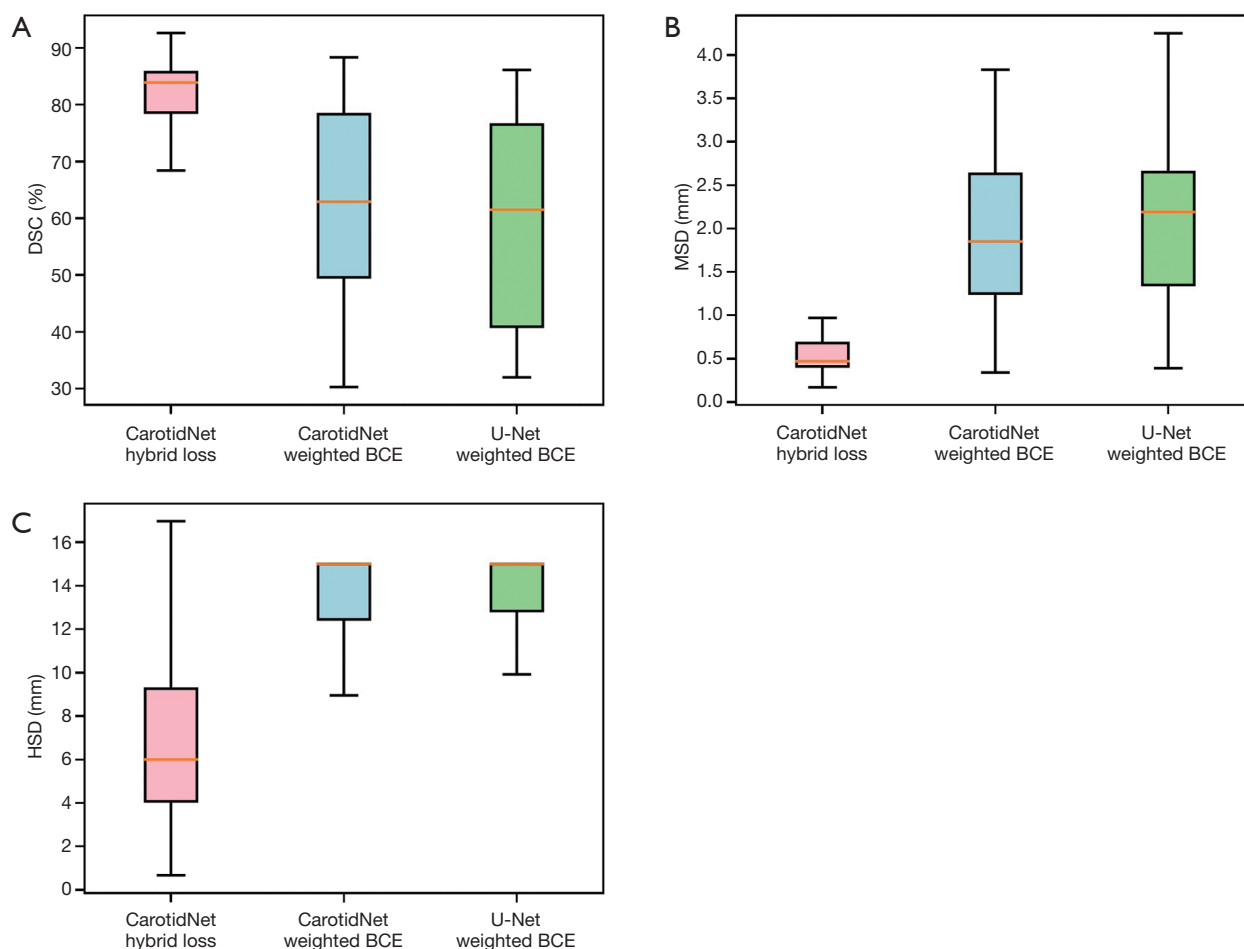 A
DSC (%)
90
80
70
60
50
40
30
CarotidNet
hybrid loss
CarotidNet
weighted BCE
U-Net
weighted BCE
B
MSD (mm)
4.0
3.5
3.0
2.5
2.0
1.5
1.0
0.5
0.0
CarotidNet
hybrid loss
CarotidNet
weighted BCE
U-Net
weighted BCE
C
HSD (mm)
16
14
12
10
8
6
4
2
0
CarotidNet
hybrid loss
CarotidNet
weighted BCE
U-Net
weighted BCE